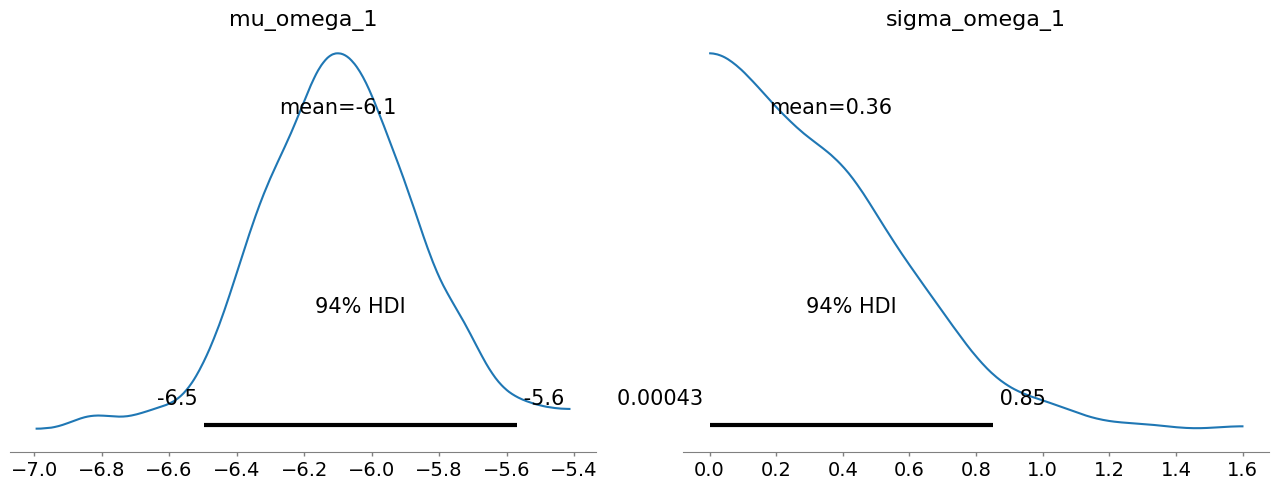 mu_omega_1
mean=-6.1
94% HDI
-6.5
-5.6
−7.0 −6.8 −6.6 −6.4 −6.2 −6.0 −5.8 −5.6 −5.4
sigma_omega_1
mean=0.36
94% HDI
0.00043
0.85
0.0 0.2 0.4 0.6 0.8 1.0 1.2 1.4 1.6